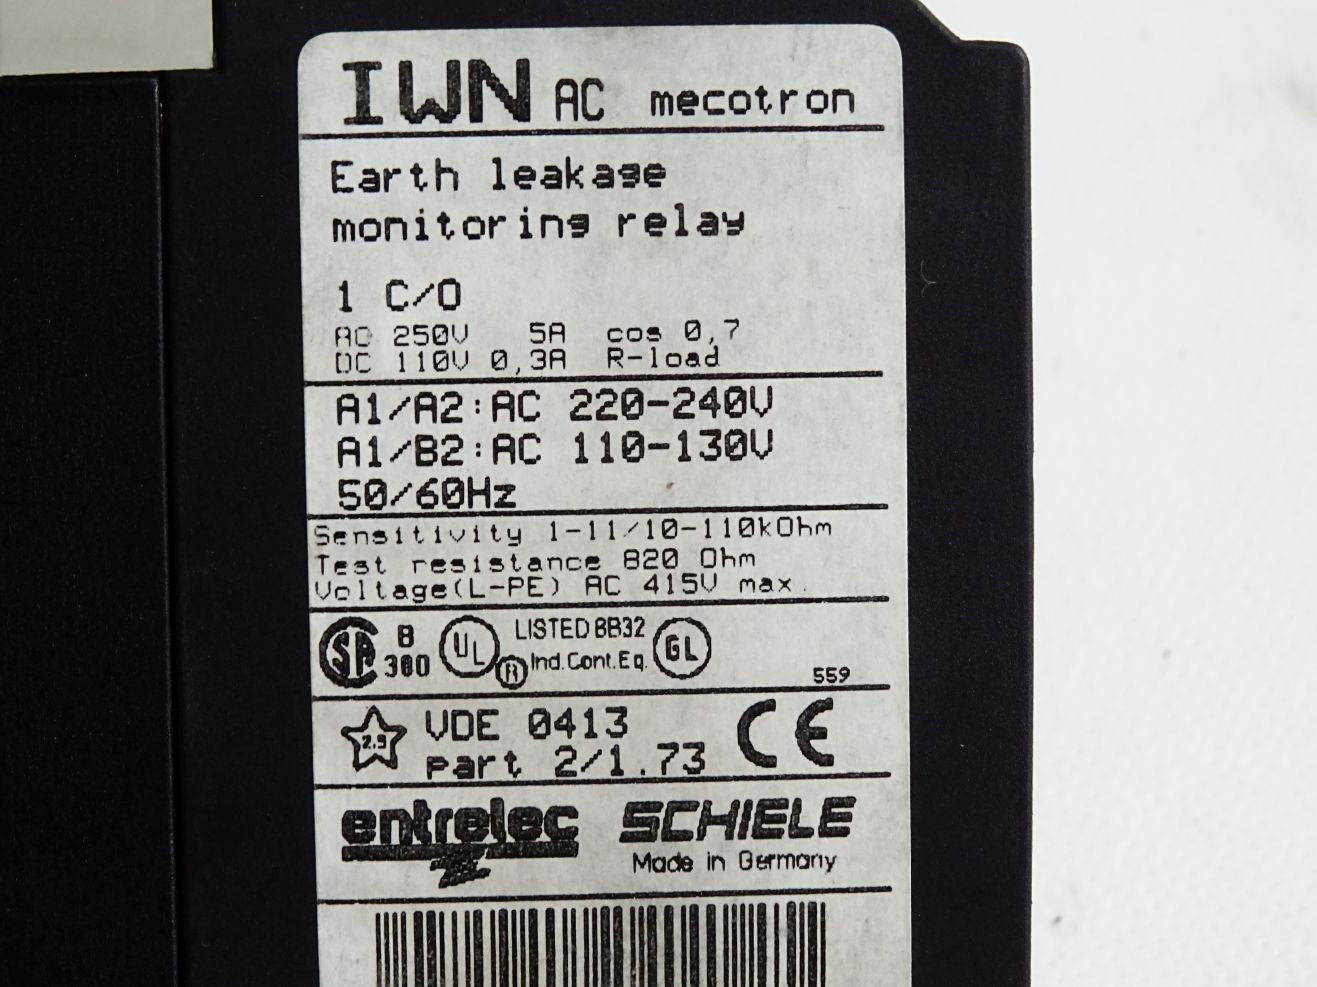 IWN AC mecotron
Earth leakage
monitoring relay
1 C/O
AC 250V 5A cos 0,7
DC 110V 0,3A R-load
A1/A2:AC 220-240V
A1/B2:AC 110-130V
50/60Hz
Sensitivity 1-11/10-110kOhm
Test resistance 820 Ohm
Voltage(L-PE) AC 415V max.
SA B 300 UL ® LISTED 8B32 Ind.Cont.Eq. GL
559
2.9 VDE 0413 CE
part 2/1.73
entrelec SCHIELE
Made in Germany